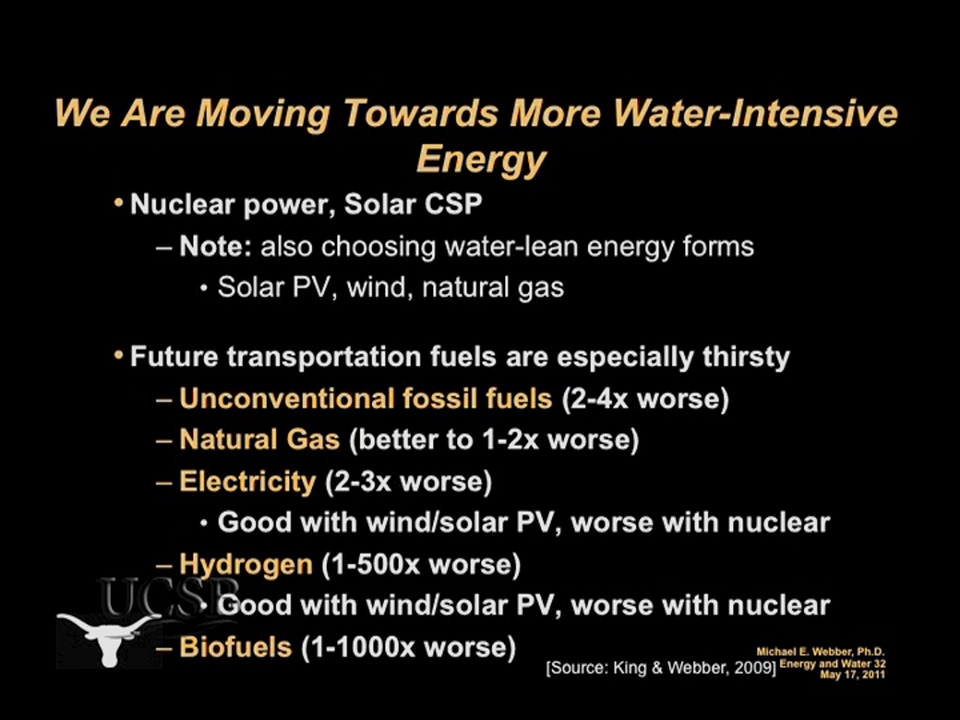 We Are Moving Towards More Water-Intensive
Energy
• Nuclear power, Solar CSP
– Note: also choosing water-lean energy forms
• Solar PV, wind, natural gas
• Future transportation fuels are especially thirsty
– Unconventional fossil fuels (2-4x worse)
– Natural Gas (better to 1-2x worse)
– Electricity (2-3x worse)
• Good with wind/solar PV, worse with nuclear
– Hydrogen (1-500x worse)
UCSB
• Good with wind/solar PV, worse with nuclear
– Biofuels (1-1000x worse)
[Source: King & Webber, 2009]
Michael E. Webber, Ph.D.
Energy and Water 32
May 17, 2011